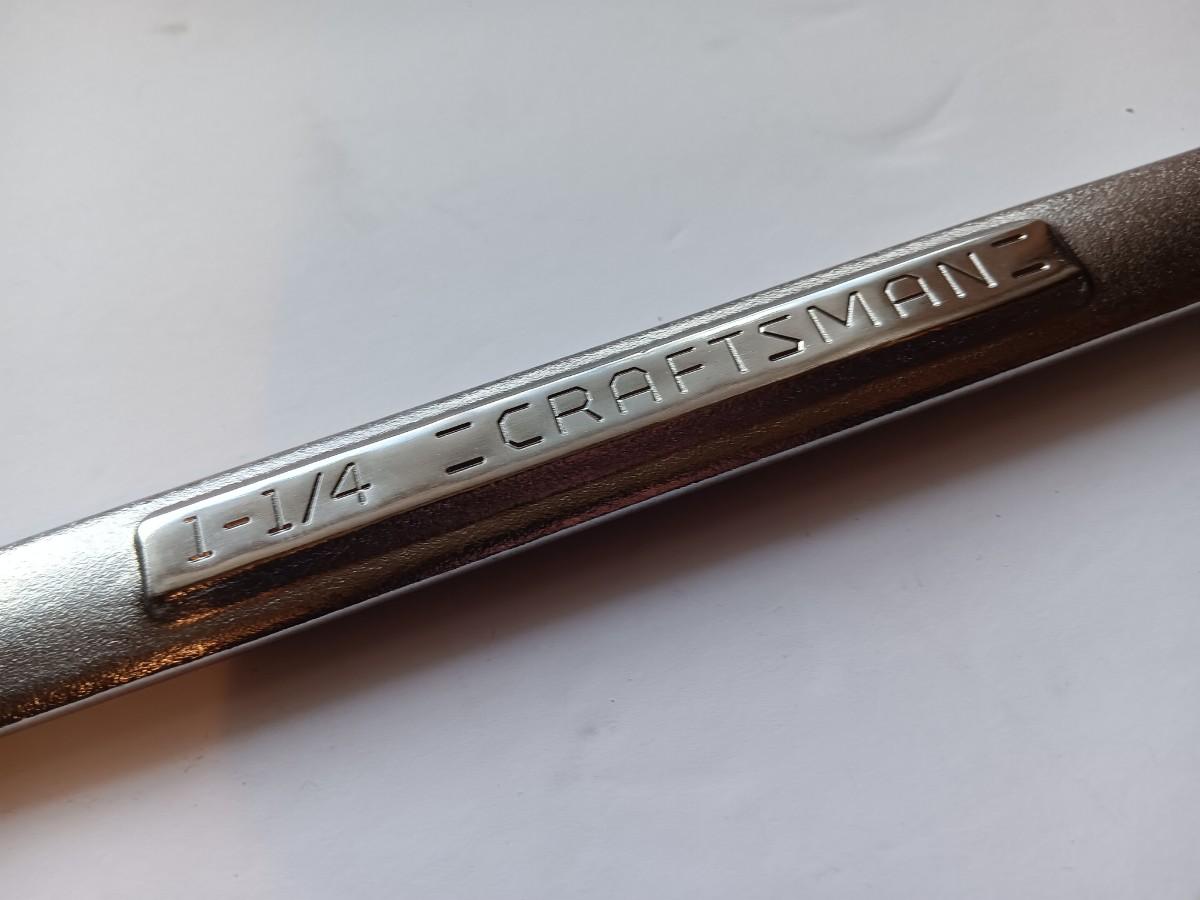 1-1/4 =CRAFTSMAN=